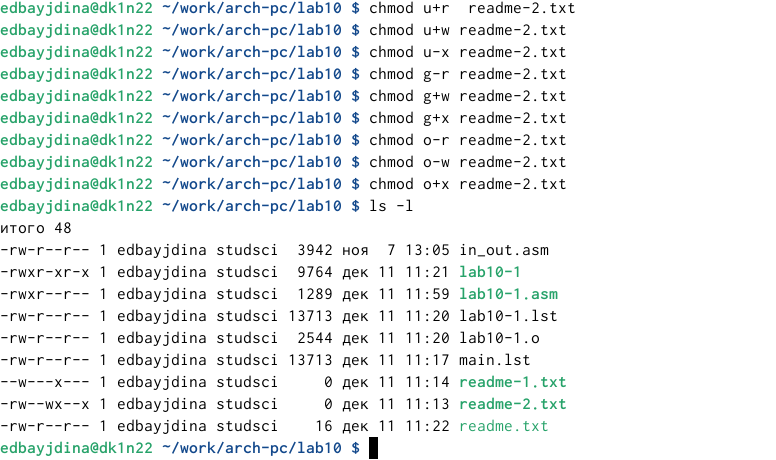 edbayjdina@dk1n22 ~/work/arch-pc/lab10 $ chmod u+r  readme-2.txt
edbayjdina@dk1n22 ~/work/arch-pc/lab10 $ chmod u+w readme-2.txt
edbayjdina@dk1n22 ~/work/arch-pc/lab10 $ chmod u-x readme-2.txt
edbayjdina@dk1n22 ~/work/arch-pc/lab10 $ chmod g-r readme-2.txt
edbayjdina@dk1n22 ~/work/arch-pc/lab10 $ chmod g+w readme-2.txt
edbayjdina@dk1n22 ~/work/arch-pc/lab10 $ chmod g+x readme-2.txt
edbayjdina@dk1n22 ~/work/arch-pc/lab10 $ chmod o-r readme-2.txt
edbayjdina@dk1n22 ~/work/arch-pc/lab10 $ chmod o-w readme-2.txt
edbayjdina@dk1n22 ~/work/arch-pc/lab10 $ chmod o+x readme-2.txt
edbayjdina@dk1n22 ~/work/arch-pc/lab10 $ ls -l
итого 48
-rw-r--r-- 1 edbayjdina studsci  3942 ноя  7 13:05 in_out.asm
-rwxr-xr-x 1 edbayjdina studsci  9764 дек 11 11:21 lab10-1
-rwxr--r-- 1 edbayjdina studsci  1289 дек 11 11:59 lab10-1.asm
-rw-r--r-- 1 edbayjdina studsci 13713 дек 11 11:20 lab10-1.lst
-rw-r--r-- 1 edbayjdina studsci  2544 дек 11 11:20 lab10-1.o
-rw-r--r-- 1 edbayjdina studsci 13713 дек 11 11:17 main.lst
--w---x--- 1 edbayjdina studsci     0 дек 11 11:14 readme-1.txt
-rw--wx--x 1 edbayjdina studsci     0 дек 11 11:13 readme-2.txt
-rw-r--r-- 1 edbayjdina studsci    16 дек 11 11:22 readme.txt
edbayjdina@dk1n22 ~/work/arch-pc/lab10 $